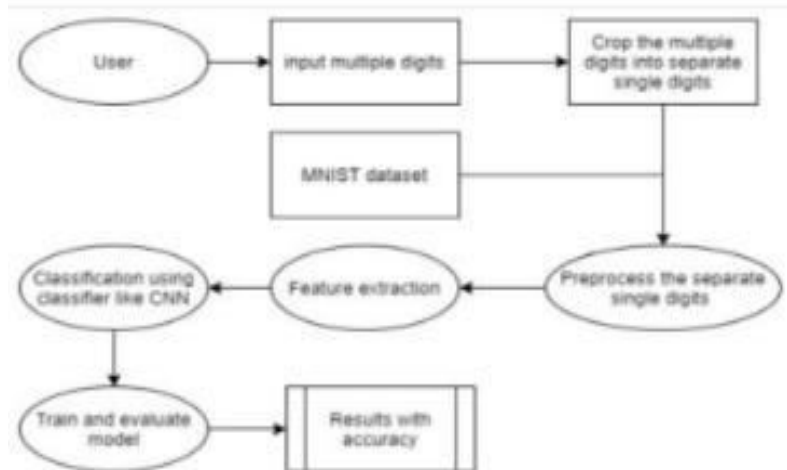 User
input multiple digits
Crop the multiple
digits into separate
single digits
MNIST dataset
Classification using
classifier like CNN
Feature extraction
Preprocess the separate
single digits
Train and evaluate
model
Results with
accuracy